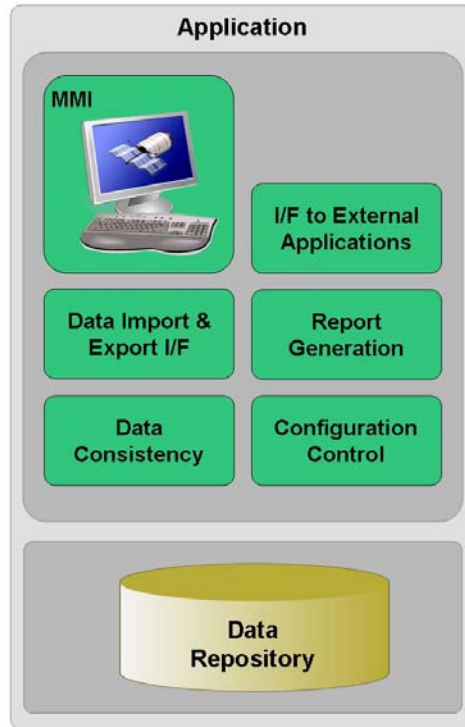 Application
MMI
I/F to External
Applications
Data Import &
Export I/F
Report
Generation
Data
Consistency
Configuration
Control
Data
Repository